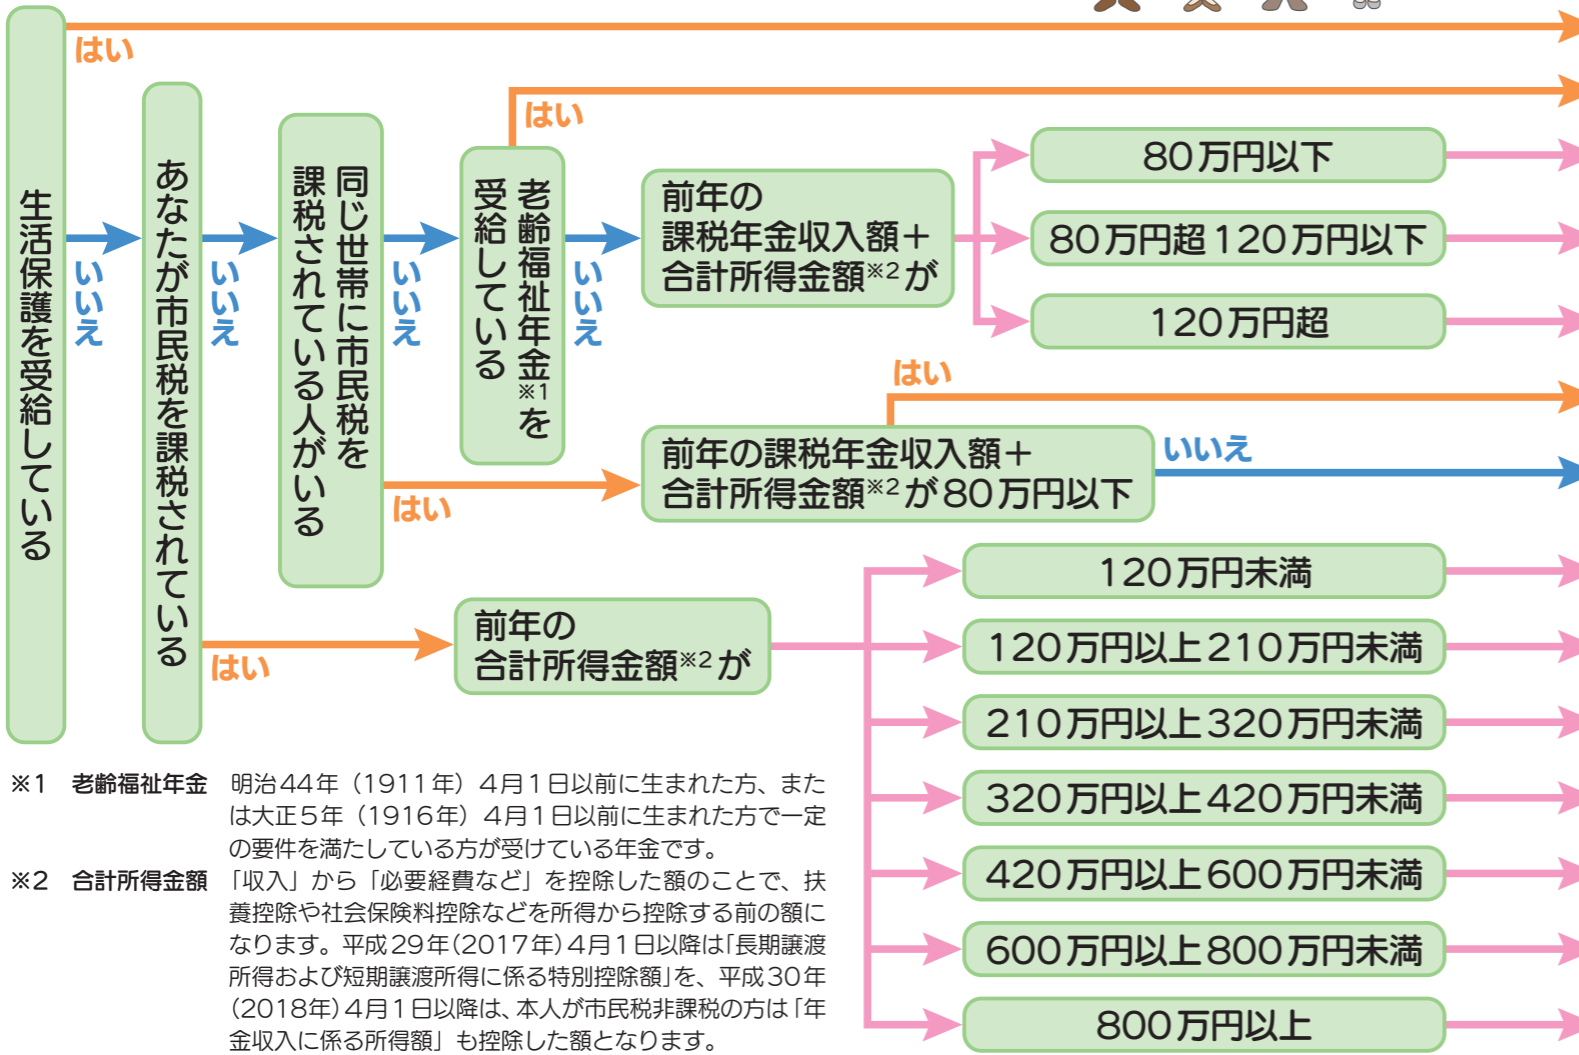 はい
生活保護を受給している
いいえ
あなたが市民税を課税されている
いいえ
同じ世帯に市民税を
課税されている人がいる
いいえ
はい
老齢福祉年金※1を
受給している
いいえ
前年の
課税年金収入額＋
合計所得金額※2が
80万円以下
80万円超120万円以下
120万円超
はい
前年の課税年金収入額＋
合計所得金額※2が80万円以下
はい
いいえ
はい
前年の
合計所得金額※2が
120万円未満
120万円以上210万円未満
210万円以上320万円未満
320万円以上420万円未満
420万円以上600万円未満
600万円以上800万円未満
800万円以上
※1　老齢福祉年金　明治44年（1911年）4月1日以前に生まれた方、また
は大正5年（1916年）4月1日以前に生まれた方で一定
の要件を満たしている方が受けている年金です。
※2　合計所得金額　「収入」から「必要経費など」を控除した額のことで、扶
養控除や社会保険料控除などを所得から控除する前の額に
なります。平成29年（2017年）4月1日以降は「長期譲渡
所得および短期譲渡所得に係る特別控除額」を、平成30年
（2018年）4月1日以降は、本人が市民税非課税の方は「年
金収入に係る所得額」も控除した額となります。